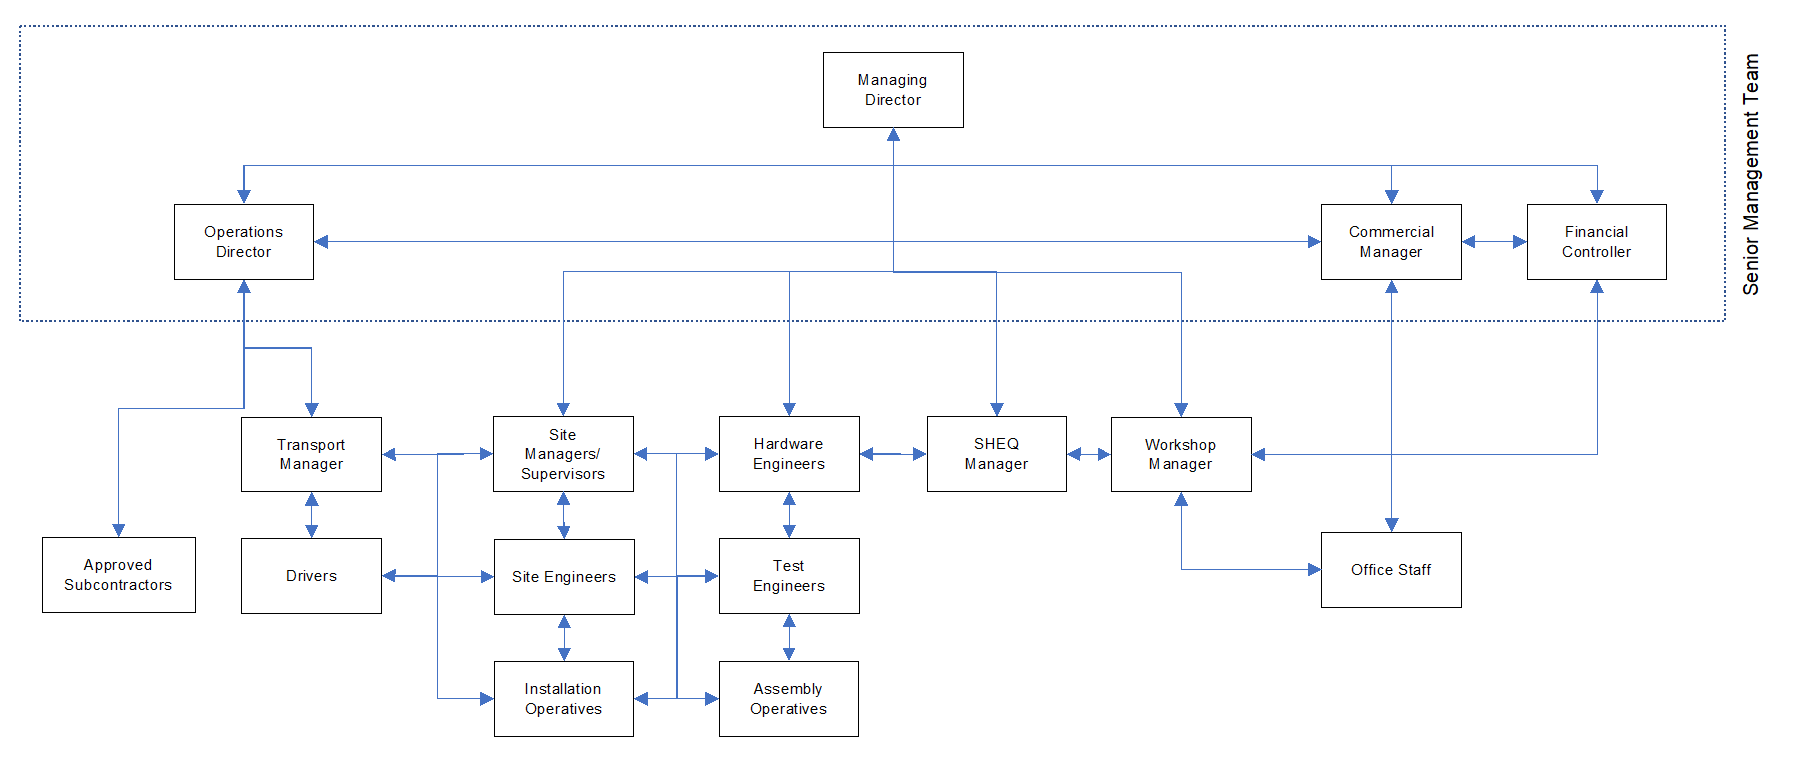 Managing
Director
Senior Management Team
Operations
Director
Commercial
Manager
Financial
Controller
Transport
Manager
Site
Managers/
Supervisors
Hardware
Engineers
SHEQ
Manager
Workshop
Manager
Approved
Subcontractors
Drivers
Site Engineers
Test
Engineers
Office Staff
Installation
Operatives
Assembly
Operatives